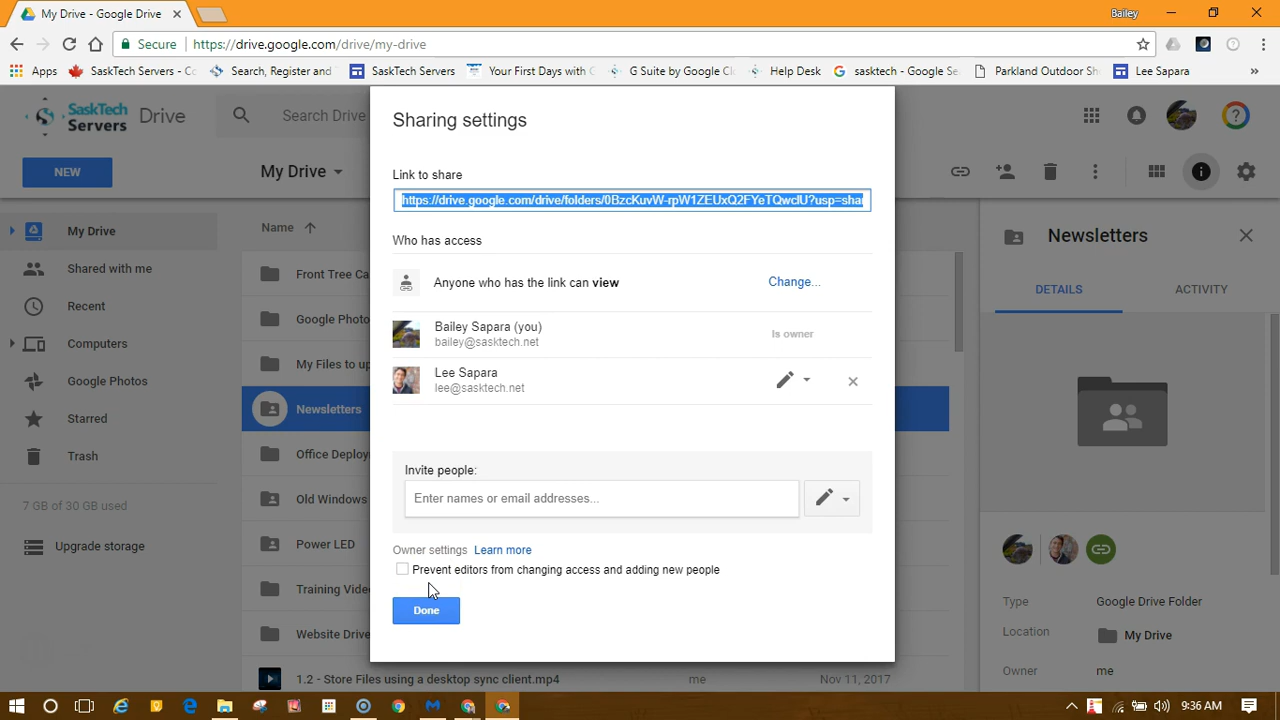 My Drive - Google Drive
Bailey
Secure
https://drive.google.com/drive/my-drive
Apps
SaskTech Servers - Co
Search, Register and
SaskTech Servers
Your First Days with G
G Suite by Google Cl
Help Desk
sasktech - Google Se
Parkland Outdoor Sh
Lee Sapara
»
SaskTech
Servers
Drive
Search Drive
NEW
My Drive
My Drive
Shared with me
Recent
Computers
Google Photos
Starred
Trash
7 GB of 30 GB used
Upgrade storage
Name
Front Tree Ca
Google Photo
My Files to up
Newsletters
Office Deploy
Old Windows
Power LED
Training Vide
Website Drive
1.2 - Store Files using a desktop sync client.mp4
me
Nov 11, 2017
Sharing settings
Link to share
https://drive.google.com/drive/folders/0BzcKuvW-rpW1ZEUxQ2FYeTQwclU?usp=shar
Who has access
Anyone who has the link can view
Change...
Bailey Sapara (you)
bailey@sasktech.net
Is owner
Lee Sapara
lee@sasktech.net
Invite people:
Enter names or email addresses...
Owner settings Learn more
Prevent editors from changing access and adding new people
Done
Newsletters
DETAILS
ACTIVITY
Type
Google Drive Folder
Location
My Drive
Owner
me
9:36 AM